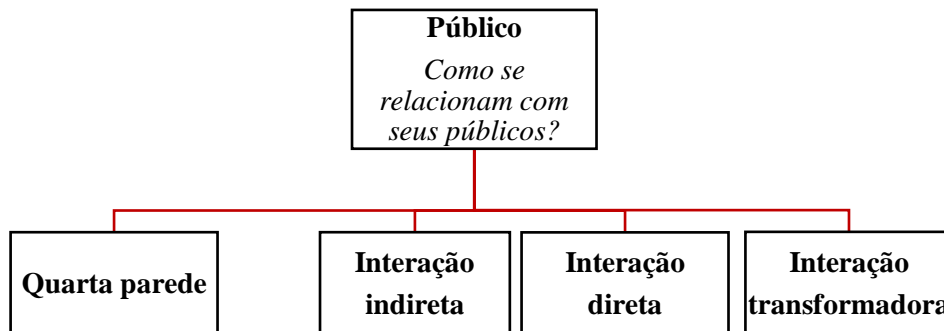 Público
Como se
relacionam com
seus públicos?
Quarta parede
Interação
indireta
Interação
direta
Interação
transformadora